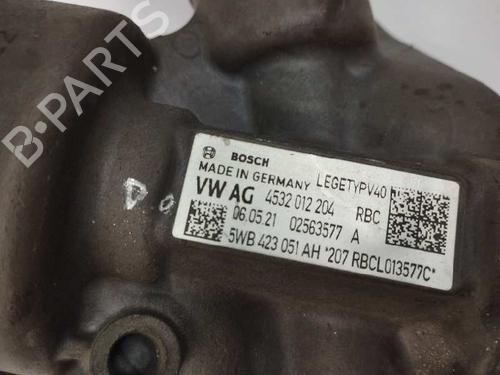 B-PARTS
BOSCH
MADE IN GERMANY LEGETYPV40
VW AG 4532 012 204 RBC
06.05.21 02563577 A
5WB 423 051 AH *207 RBCL013577C*